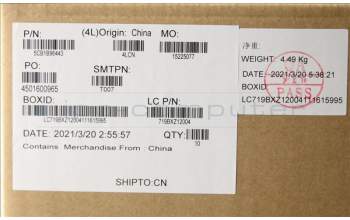 P/N: (4L)Origin: China MO:
5CB1B96443 4LCN 15225077
PO: SMTPN:
4501600965 T007
BOXID: LC P/N:
LC719BXZ12004111615995 719BXZ12004
DATE: 2021/3/20 2:55:57 QTY:
10
Contains Merchandise From : China
SHIPTO:CN
净重:
WEIGHT: 4.49 Kg
DATE: 2021/3/20 5:38:21
BOXID:
LC719BXZ12004111615995
PASS